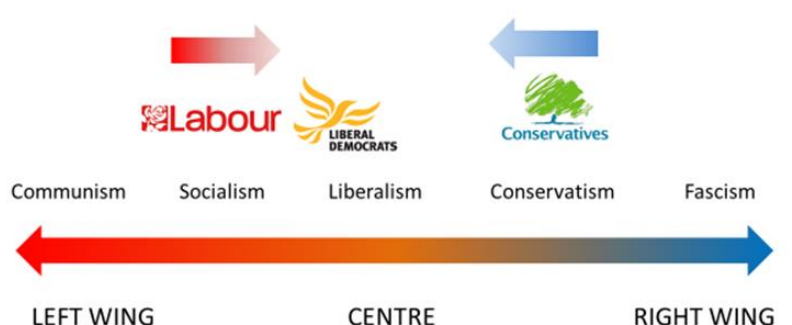 Labour
LIBERAL
DEMOCRATS
Conservatives
Communism Socialism Liberalism Conservatism Fascism
LEFT WING CENTRE RIGHT WING